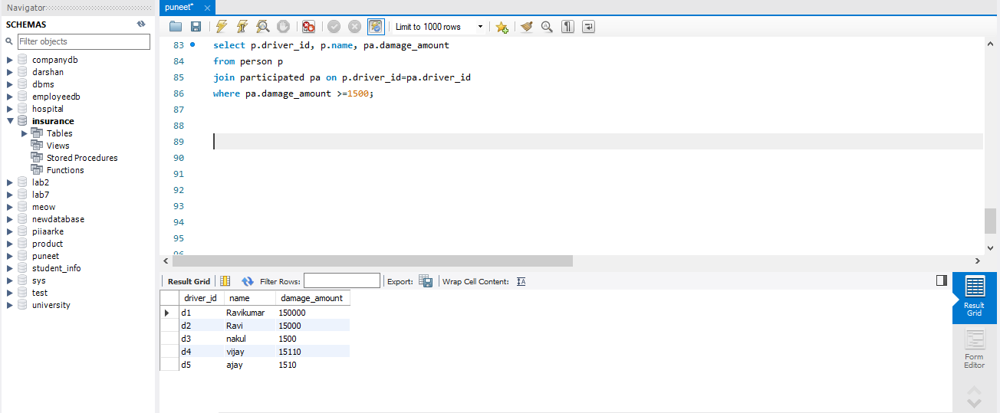 Navigator
SCHEMAS
Filter objects
companydb
darshan
dbms
employeedb
hospital
insurance
Tables
Views
Stored Procedures
Functions
lab2
lab7
meow
newdatabase
piiaarke
product
puneet
student_info
sys
test
university
puneet*
Limit to 1000 rows
83 select p.driver_id, p.name, pa.damage_amount
84 from person p
85 join participated pa on p.driver_id=pa.driver_id
86 where pa.damage_amount >=1500;
87
88
89
90
91
92
93
94
95
96
Result Grid Filter Rows: Export: Wrap Cell Content: IA
driver_id name damage_amount
d1 Ravikumar 150000
d2 Ravi 15000
d3 nakul 1500
d4 vijay 15110
d5 ajay 1510
Result
Grid
Form
Editor